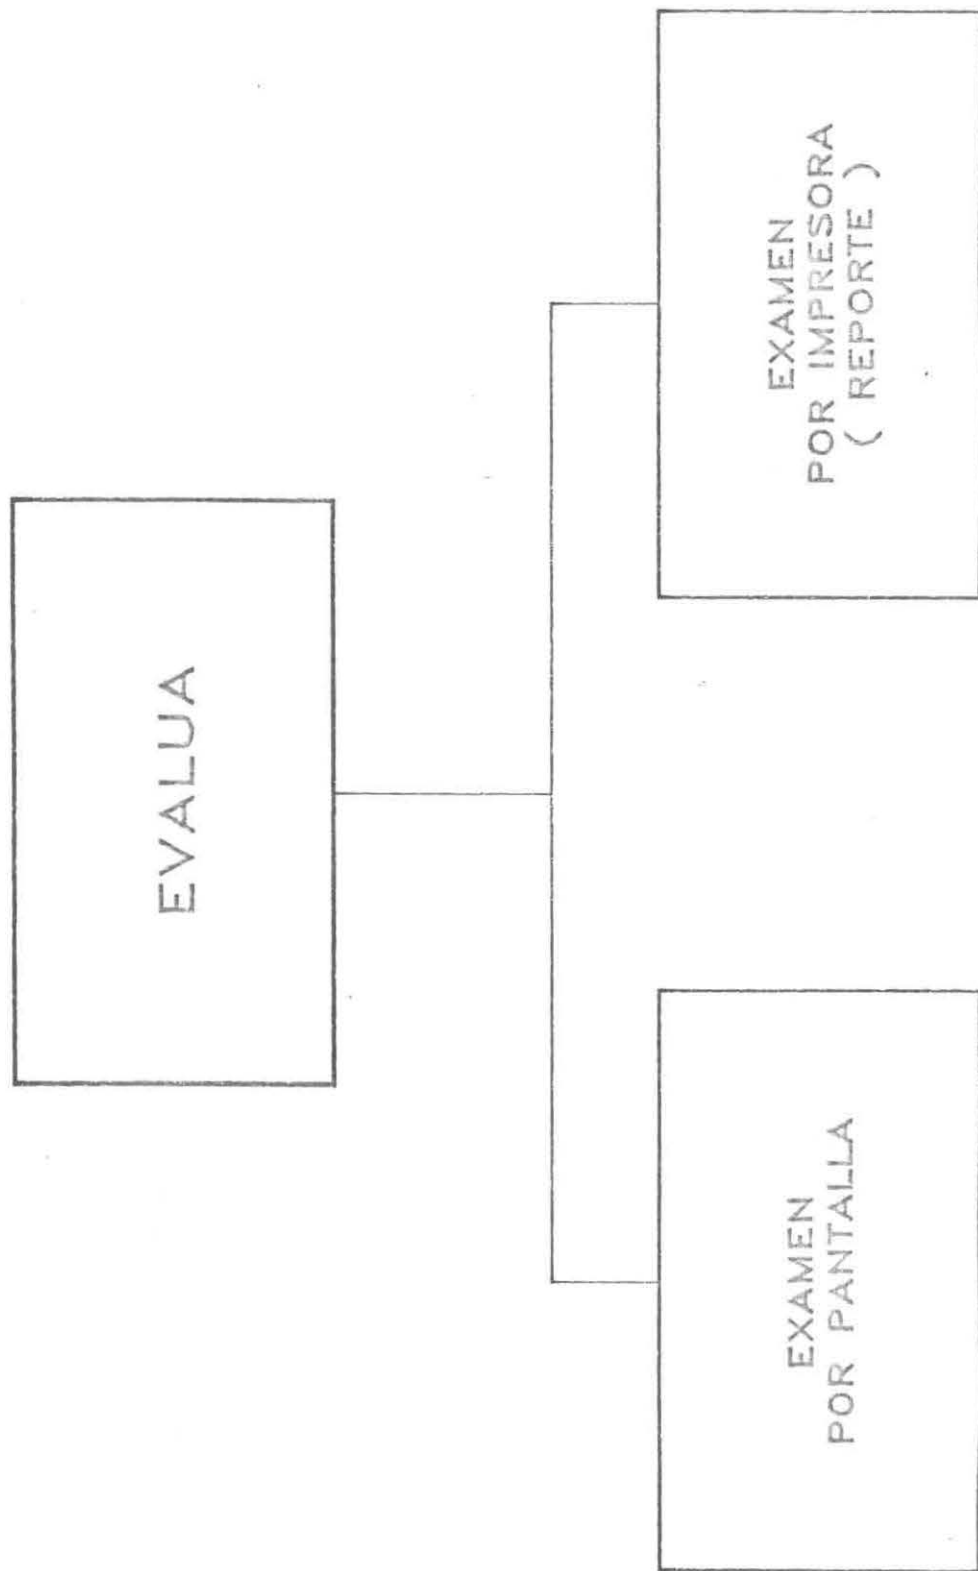 EVALUA
EXAMEN
POR PANTALLA
EXAMEN
POR IMPRESORA
( REPORTE )